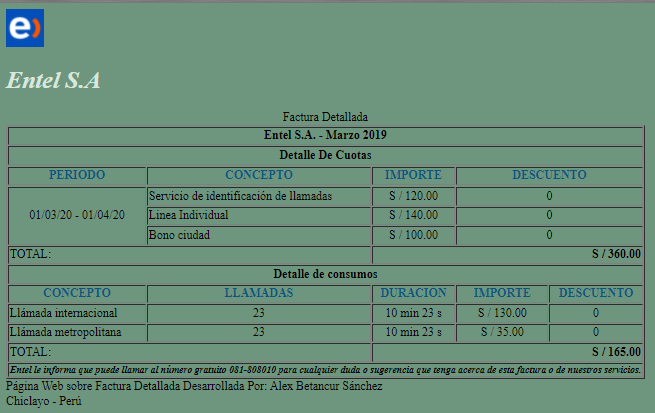 e)
Entel S.A
Factura Detallada
Entel S.A. - Marzo 2019
Detalle De Cuotas
PERIODO CONCEPTO IMPORTE DESCUENTO
01/03/20 - 01/04/20
Servicio de identificación de llamadas S / 120.00 0
Linea Individual S / 140.00 0
Bono ciudad S / 100.00 0
TOTAL: S / 360.00
Detalle de consumos
CONCEPTO LLAMADAS DURACION IMPORTE DESCUENTO
Llámada internacional 23 10 min 23 s S / 130.00 0
Llámada metropolitana 23 10 min 23 s S / 35.00 0
TOTAL: S / 165.00
Entel le informa que puede llamar al número gratuito 081-808010 para cualquier duda o sugerencia que tenga acerca de esta factura o de nuestros servicios.
Página Web sobre Factura Detallada Desarrollada Por: Alex Betancur Sánchez
Chiclayo - Perú